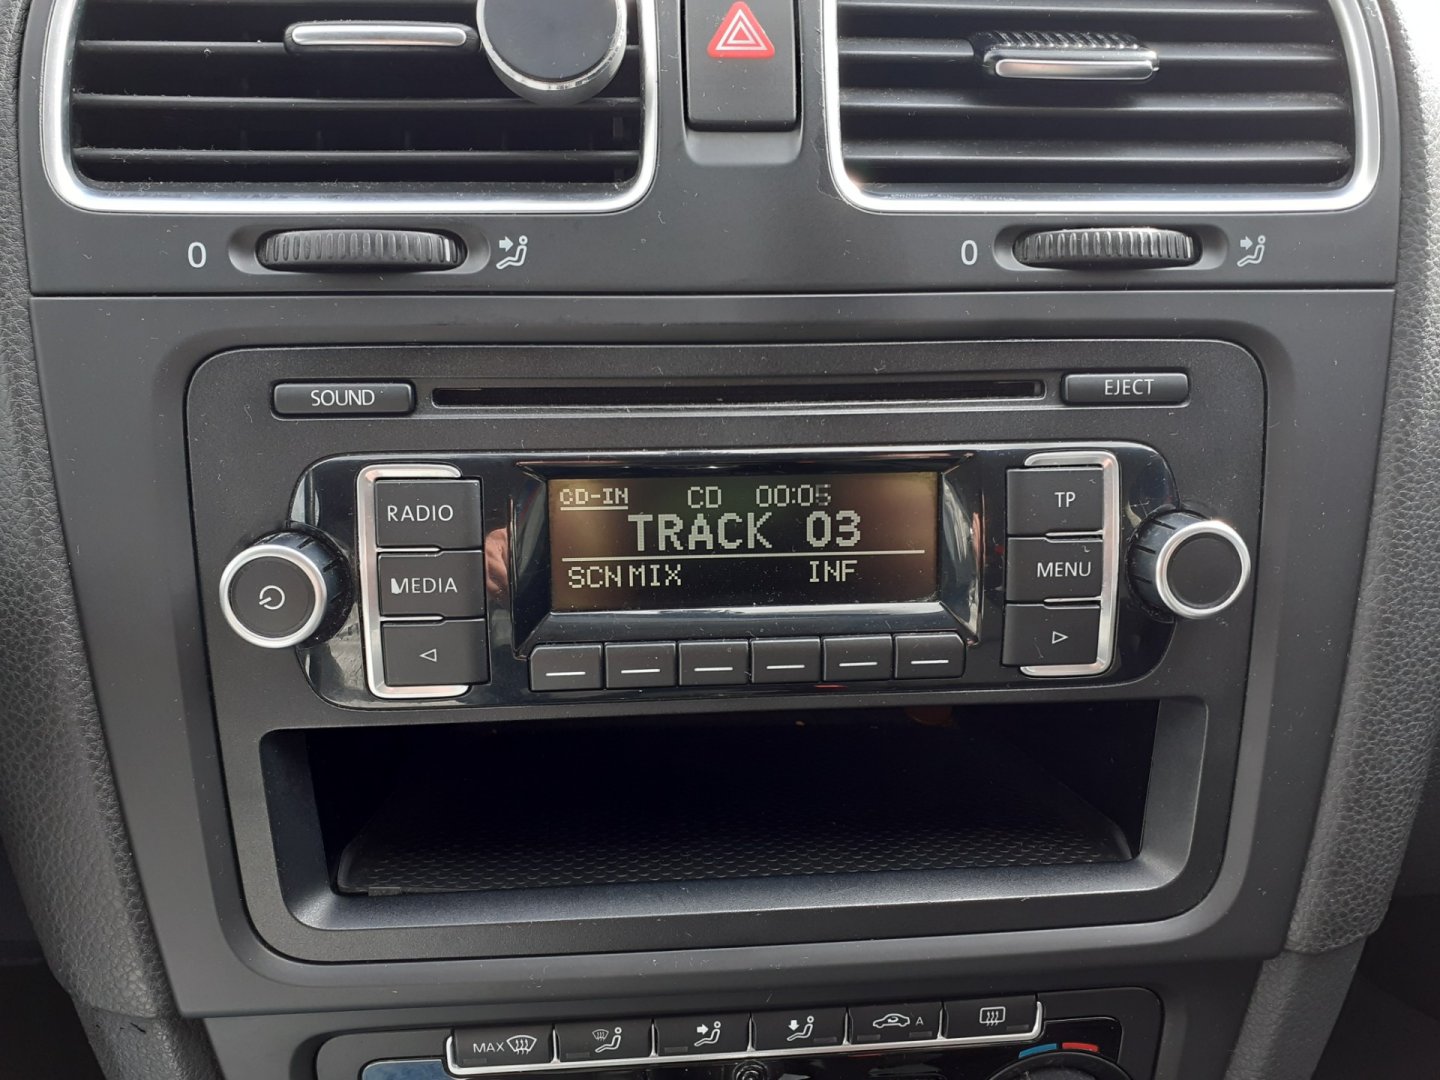 0
0
SOUND
EJECT
RADIO
CD-IN CD 00:05
TP
TRACK 03
MEDIA
SCN MIX INF
MENU
MAX
A